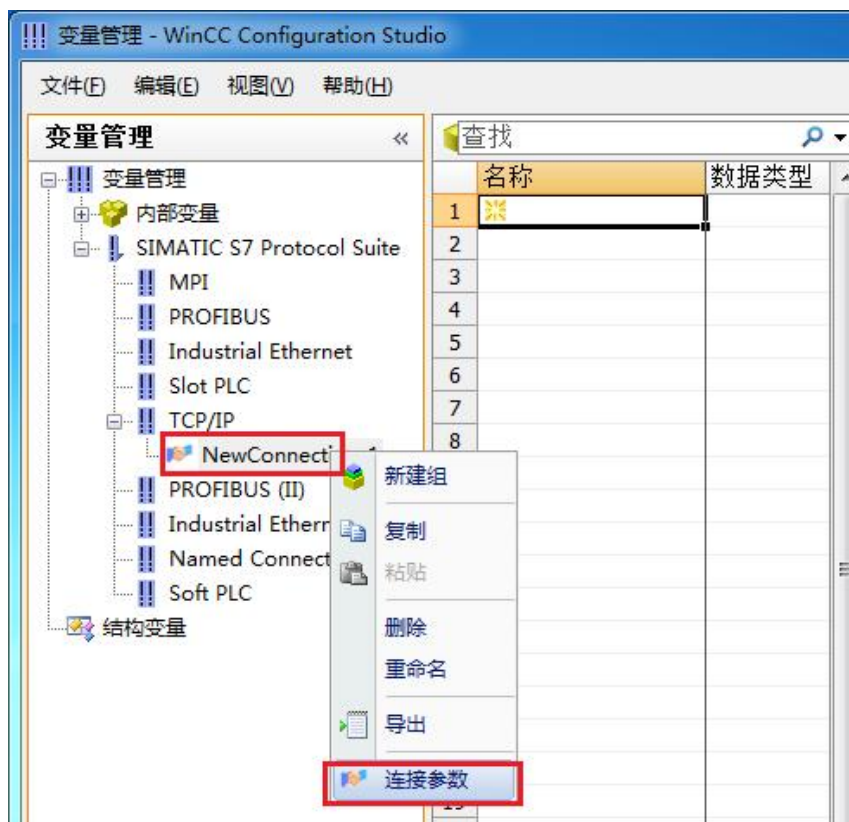 变量管理 - WinCC Configuration Studio
文件(F) 编辑(E) 视图(V) 帮助(H)
变量管理 «
查找
变量管理
内部变量
SIMATIC S7 Protocol Suite
MPI
PROFIBUS
Industrial Ethernet
Slot PLC
TCP/IP
NewConnecti
PROFIBUS (II)
Industrial Ethern
Named Connect
Soft PLC
结构变量
名称 数据类型
1
2
3
4
5
6
7
8
新建组
复制
粘贴
删除
重命名
导出
连接参数